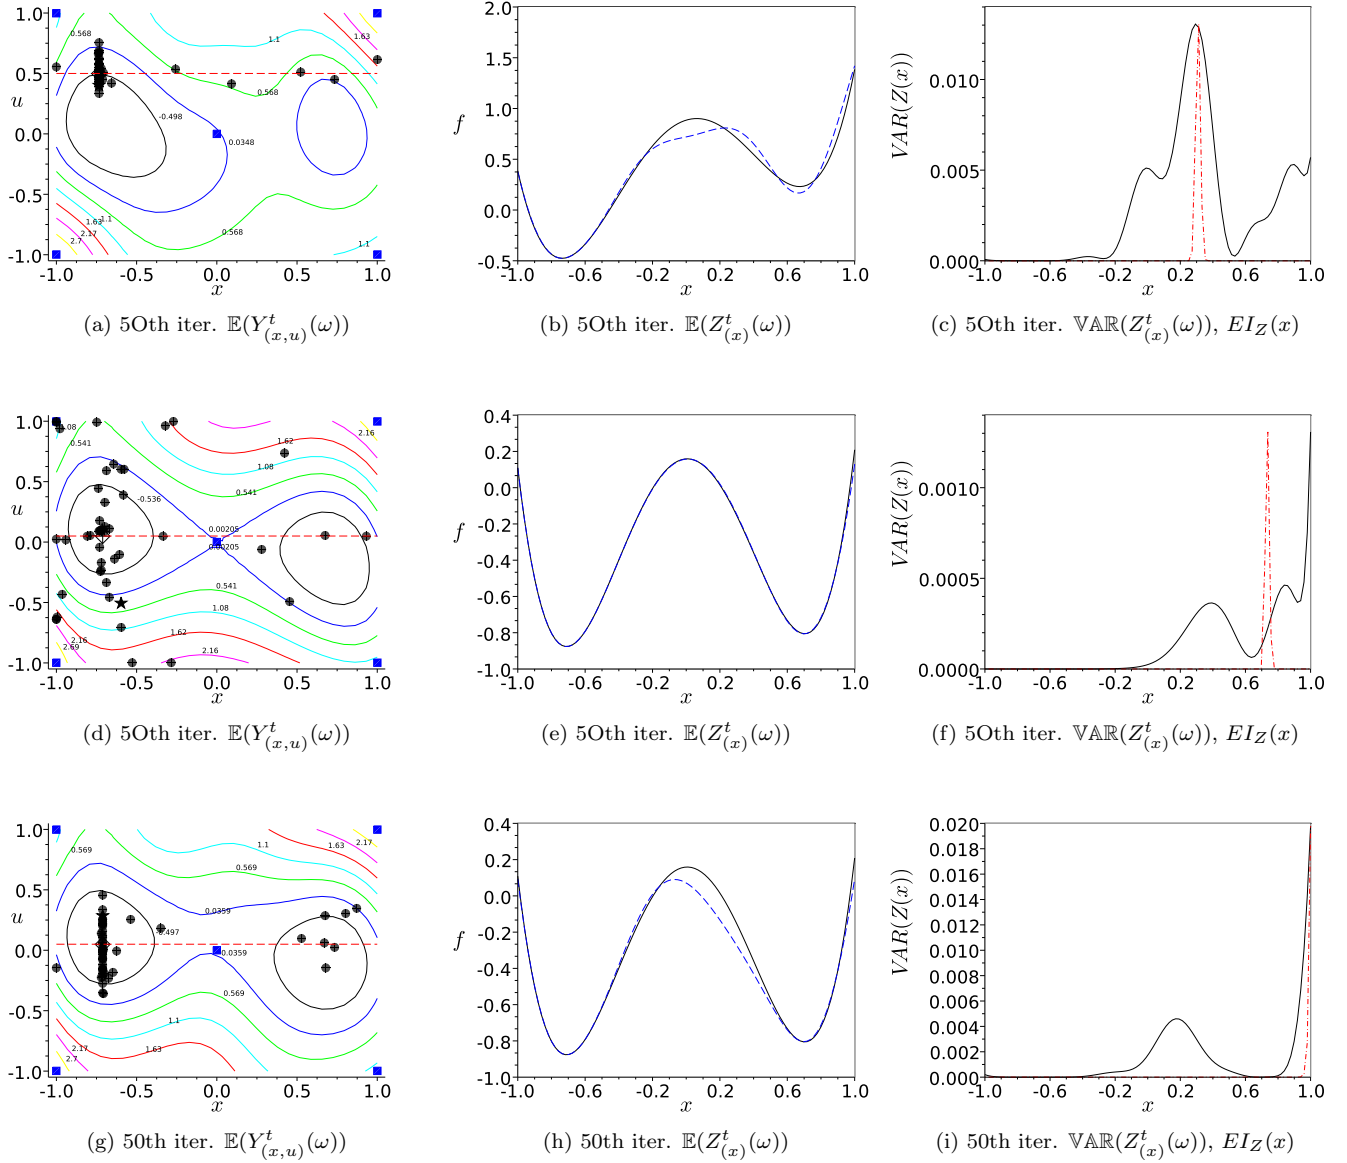 1.0
0.5
u
0.0
-0.5
-1.0
-1.0 -0.5 0.0 0.5 1.0
x
0.568
1.1
1.63
0.568
-0.498
0.0348
1.63
1.1
2.17
2.7
0.568
1.1
(a) 5Oth iter. 𝔼(Y^t_{(x,u)}(ω))
2.0
1.5
1.0
f
0.5
0.0
-0.5
-1.0 -0.6 -0.2 0.2 0.6 1.0
x
(b) 5Oth iter. 𝔼(Z^t_{(x)}(ω))
VAR(Z(x))
0.010
0.005
0.000
-1.0 -0.6 -0.2 0.2 0.6 1.0
x
(c) 5Oth iter. 𝕍𝔸ℝ(Z^t_{(x)}(ω)), EI_Z(x)
1.0
0.5
u
0.0
-0.5
-1.0
-1.0 -0.5 0.0 0.5 1.0
x
1.08
0.541
1.62
2.16
1.08
0.541
-0.536
0.00205
0.00205
0.541
1.08
1.62
2.16
2.16
2.69
(d) 5Oth iter. 𝔼(Y^t_{(x,u)}(ω))
0.4
0.2
0.0
-0.2
f
-0.4
-0.6
-0.8
-1.0
-1.0 -0.6 -0.2 0.2 0.6 1.0
x
(e) 5Oth iter. 𝔼(Z^t_{(x)}(ω))
VAR(Z(x))
0.0010
0.0005
0.0000
-1.0 -0.6 -0.2 0.2 0.6 1.0
x
(f) 5Oth iter. 𝕍𝔸ℝ(Z^t_{(x)}(ω)), EI_Z(x)
1.0
0.5
u
0.0
-0.5
-1.0
-1.0 -0.5 0.0 0.5 1.0
x
0.569
1.1
1.63
2.17
0.569
0.0359
-0.497
0.0359
0.569
1.1
1.63
2.17
2.7
(g) 50th iter. 𝔼(Y^t_{(x,u)}(ω))
0.4
0.2
0.0
-0.2
f
-0.4
-0.6
-0.8
-1.0
-1.0 -0.6 -0.2 0.2 0.6 1.0
x
(h) 50th iter. 𝔼(Z^t_{(x)}(ω))
VAR(Z(x))
0.020
0.018
0.016
0.014
0.012
0.010
0.008
0.006
0.004
0.002
0.000
-1.0 -0.6 -0.2 0.2 0.6 1.0
x
(i) 50th iter. 𝕍𝔸ℝ(Z^t_{(x)}(ω)), EI_Z(x)